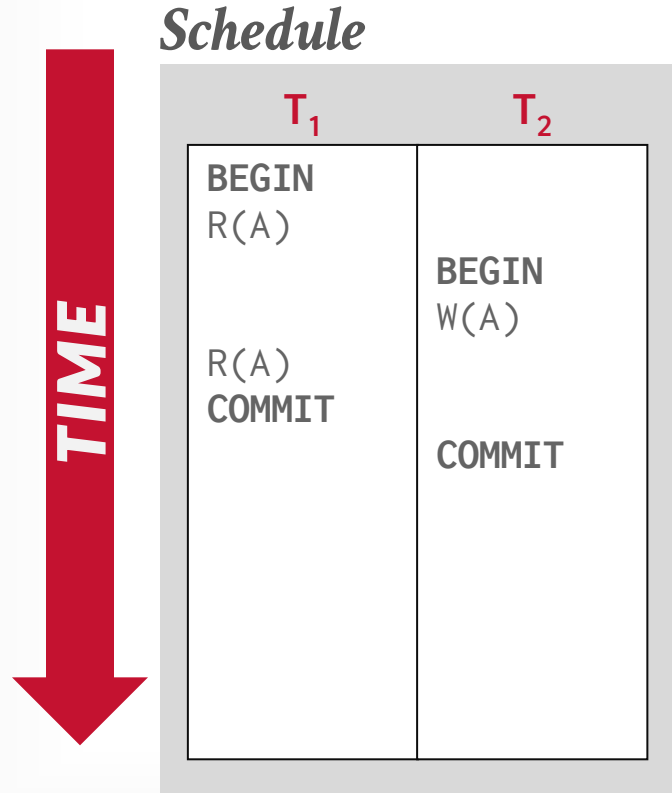 Schedule
TIME
T₁ T₂
BEGIN
R(A)
BEGIN
W(A)
R(A)
COMMIT
COMMIT